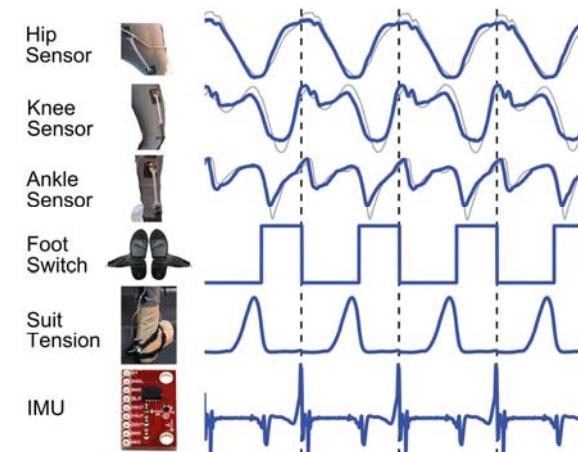 Hip
Sensor
Knee
Sensor
Ankle
Sensor
Foot
Switch
Suit
Tension
IMU